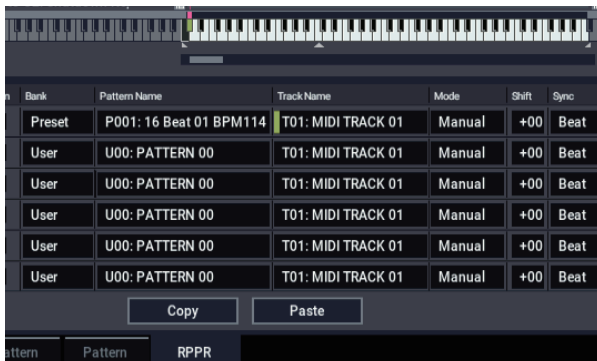 n Bank Pattern Name Track Name Mode Shift Sync
Preset P001: 16 Beat 01 BPM114 T01: MIDI TRACK 01 Manual +00 Beat
User U00: PATTERN 00 T01: MIDI TRACK 01 Manual +00 Beat
User U00: PATTERN 00 T01: MIDI TRACK 01 Manual +00 Beat
User U00: PATTERN 00 T01: MIDI TRACK 01 Manual +00 Beat
User U00: PATTERN 00 T01: MIDI TRACK 01 Manual +00 Beat
User U00: PATTERN 00 T01: MIDI TRACK 01 Manual +00 Beat
Copy Paste
attern Pattern RPPR